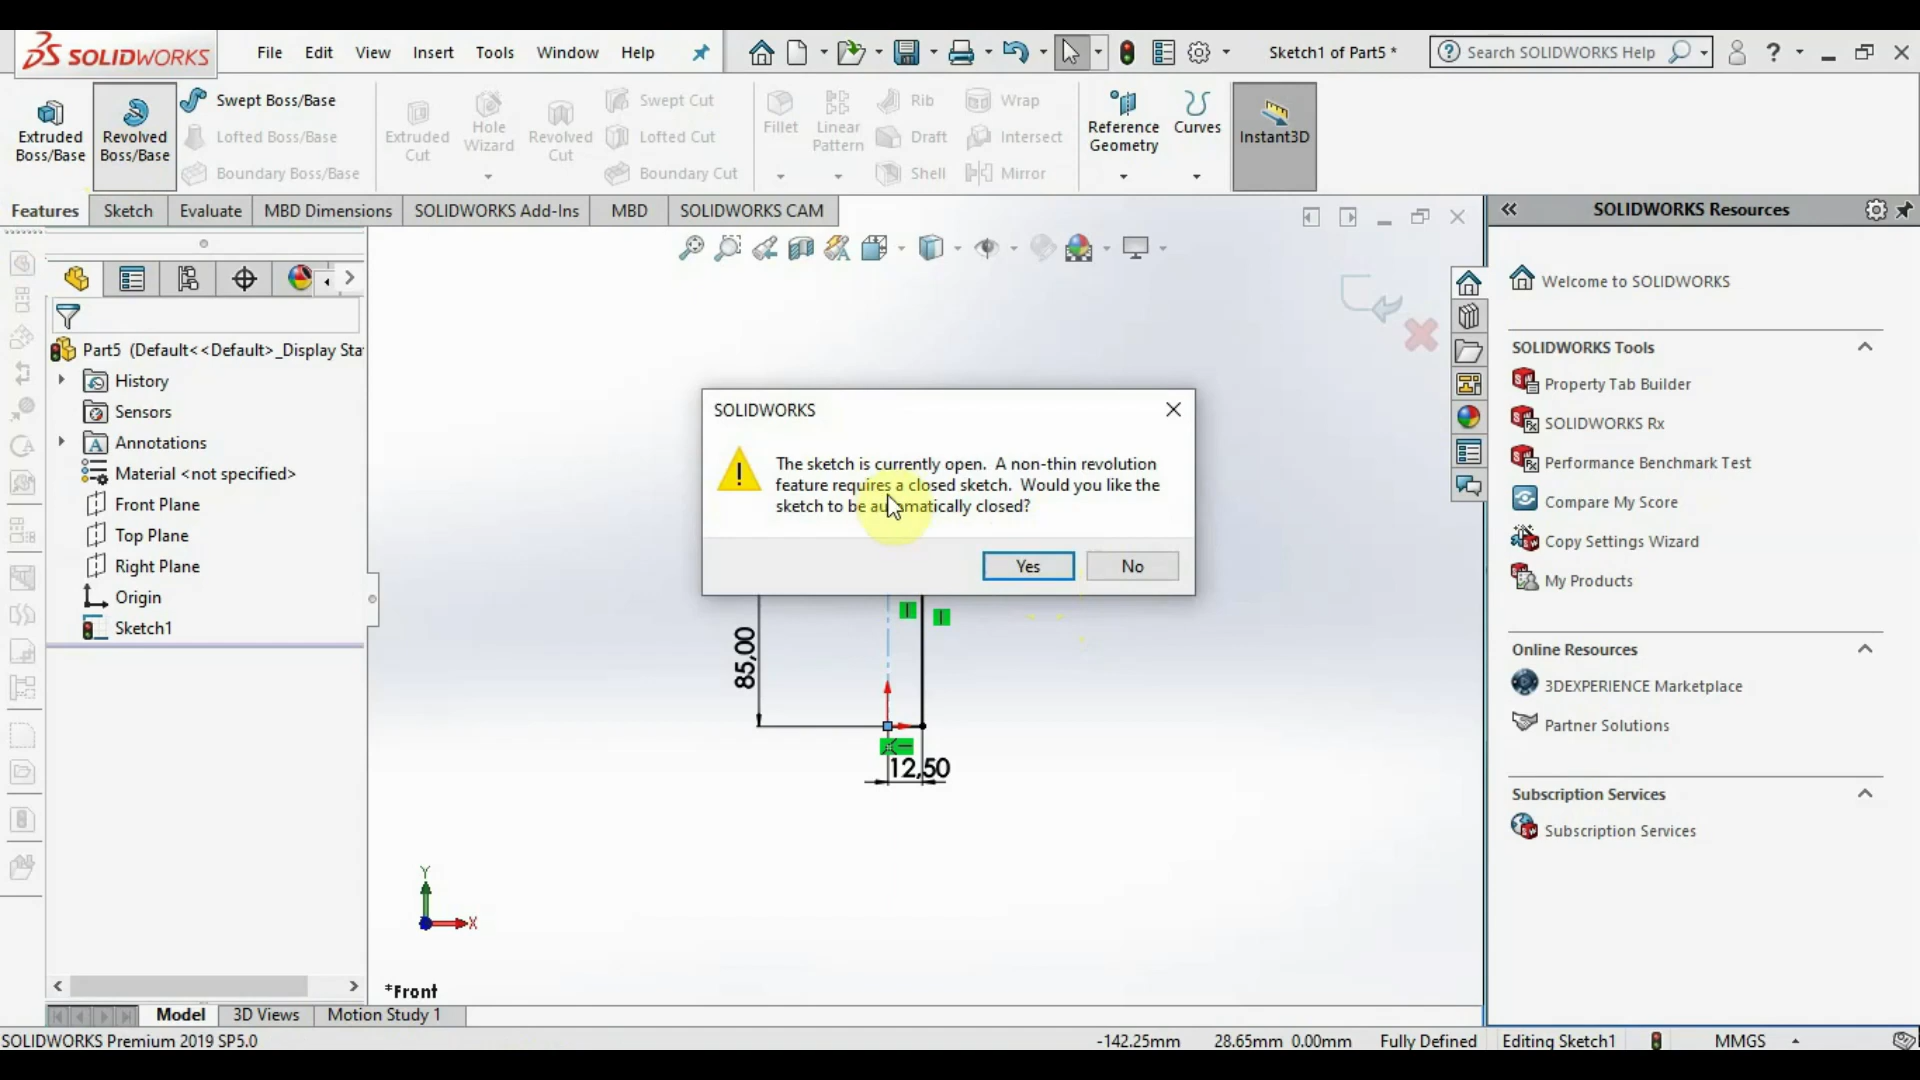 SOLIDWORKS
File Edit View Insert Tools Window Help
Sketch1 of Part5 *
Search SOLIDWORKS Help
?
Extruded
Boss/Base
Revolved
Boss/Base
Swept Boss/Base
Lofted Boss/Base
Boundary Boss/Base
Extruded
Cut
Hole
Wizard
Revolved
Cut
Swept Cut
Lofted Cut
Boundary Cut
Fillet
Linear
Pattern
Rib
Draft
Shell
Wrap
Intersect
Mirror
Reference
Geometry
Curves
Instant3D
Features Sketch Evaluate MBD Dimensions SOLIDWORKS Add-Ins MBD SOLIDWORKS CAM
SOLIDWORKS Resources
Part5 (Default<<Default>_Display Sta
History
Sensors
Annotations
Material <not specified>
Front Plane
Top Plane
Right Plane
Origin
Sketch1
SOLIDWORKS
The sketch is currently open. A non-thin revolution
feature requires a closed sketch. Would you like the
sketch to be automatically closed?
Yes No
85,00
12,50
Y
X
*Front
Welcome to SOLIDWORKS
SOLIDWORKS Tools
Property Tab Builder
SOLIDWORKS Rx
Performance Benchmark Test
Compare My Score
Copy Settings Wizard
My Products
Online Resources
3DEXPERIENCE Marketplace
Partner Solutions
Subscription Services
Subscription Services
Model 3D Views Motion Study 1
SOLIDWORKS Premium 2019 SP5.0
-142.25mm 28.65mm 0.00mm Fully Defined Editing Sketch1 MMGS